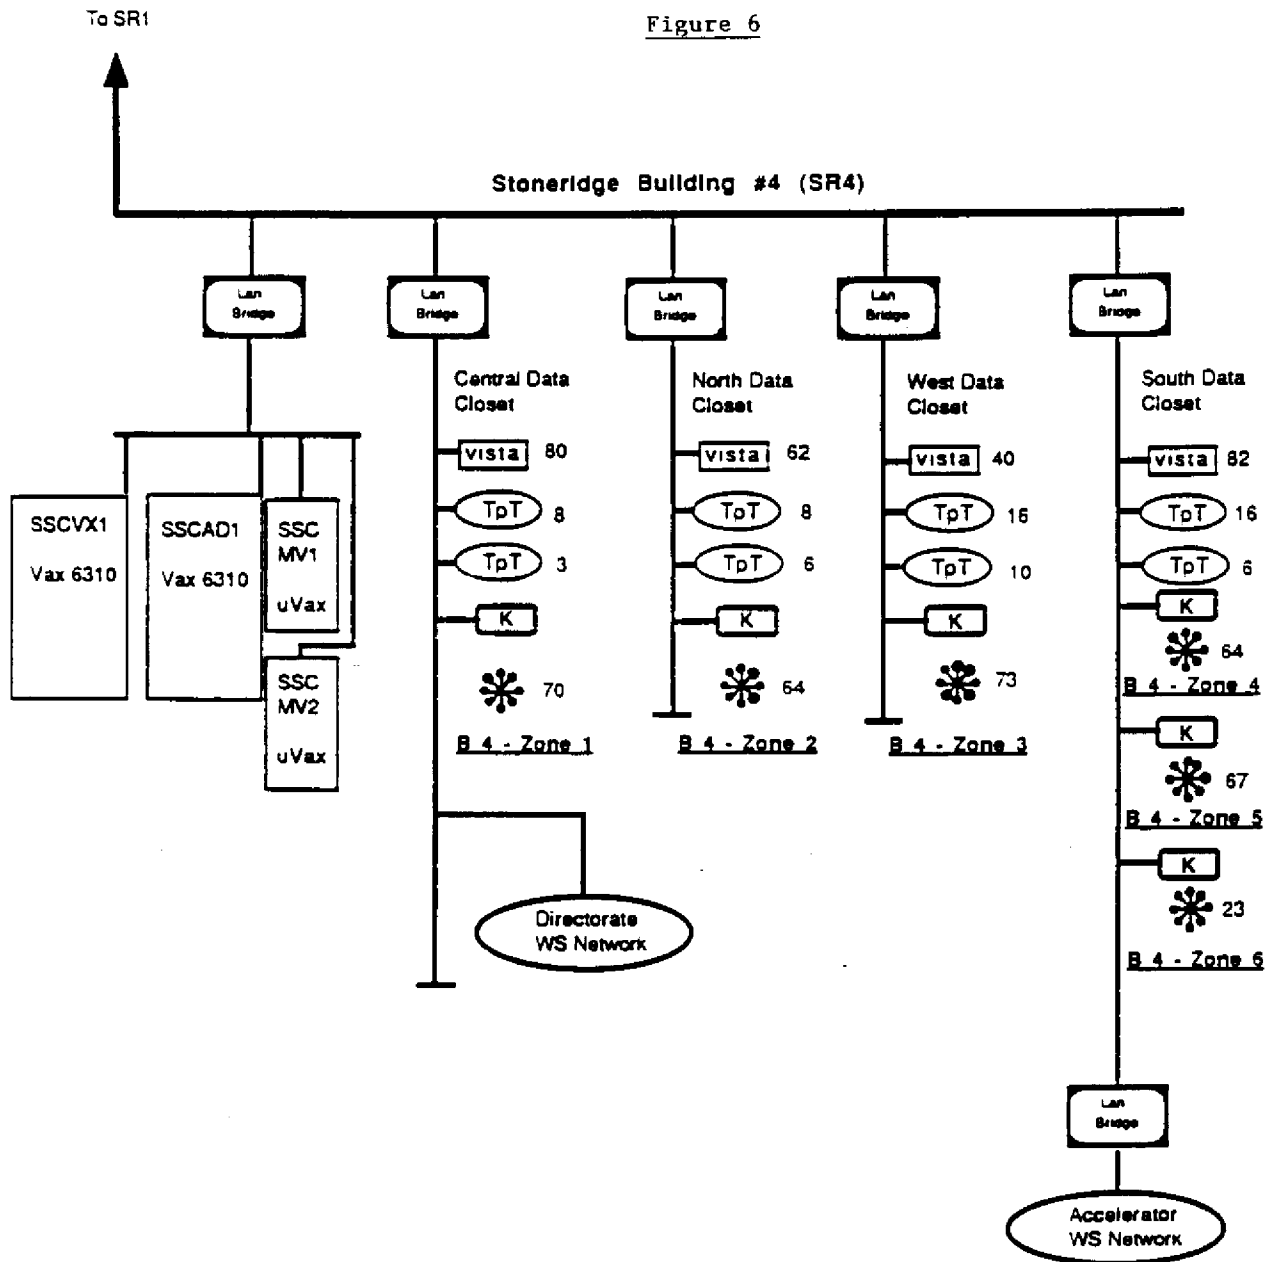 To SR1
Figure 6
Stoneridge Building #4 (SR4)
Lan
Bridge
Lan
Bridge
Lan
Bridge
Lan
Bridge
Lan
Bridge
SSCVX1
Vax 6310
SSCAD1
Vax 6310
SSC
MV1
uVax
SSC
MV2
uVax
Central Data
Closet
vista 80
TpT 8
TpT 3
K
70
B 4 - Zone 1
Directorate
WS Network
North Data
Closet
vista 62
TpT 8
TpT 6
K
64
B 4 - Zone 2
West Data
Closet
vista 40
TpT 16
TpT 10
K
73
B 4 - Zone 3
South Data
Closet
vista 82
TpT 16
TpT 6
K
64
B 4 - Zone 4
K
67
B 4 - Zone 5
K
23
B 4 - Zone 6
Lan
Bridge
Accelerator
WS Network